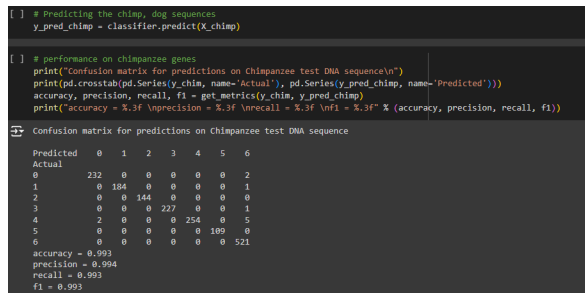 [ ] # Predicting the chimp, dog sequences
y_pred_chimp = classifier.predict(X_chimp)
[ ] # performance on chimpanzee genes
print("Confusion matrix for predictions on Chimpanzee test DNA sequence\n")
print(pd.crosstab(pd.Series(y_chim, name='Actual'), pd.Series(y_pred_chimp, name='Predicted')))
accuracy, precision, recall, f1 = get_metrics(y_chim, y_pred_chimp)
print("accuracy = %.3f \nprecision = %.3f \nrecall = %.3f \nf1 = %.3f" % (accuracy, precision, recall, f1))
Confusion matrix for predictions on Chimpanzee test DNA sequence
Predicted 0 1 2 3 4 5 6
Actual
0 232 0 0 0 0 0 2
1 0 184 0 0 0 0 1
2 0 0 144 0 0 0 0
3 0 0 0 227 0 0 1
4 2 0 0 0 254 0 5
5 0 0 0 0 0 109 0
6 0 0 0 0 0 0 521
accuracy = 0.993
precision = 0.994
recall = 0.993
f1 = 0.993